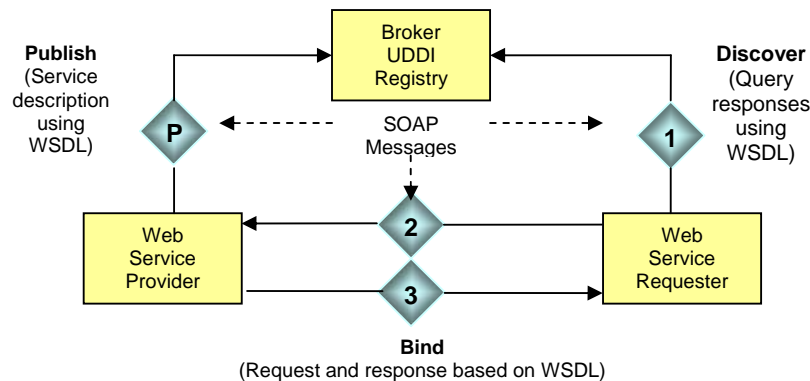 Publish
(Service
description
using
WSDL)
Broker
UDDI
Registry
Discover
(Query
responses
using
WSDL)
P
SOAP
Messages
1
Web
Service
Provider
2
Web
Service
Requester
3
Bind
(Request and response based on WSDL)